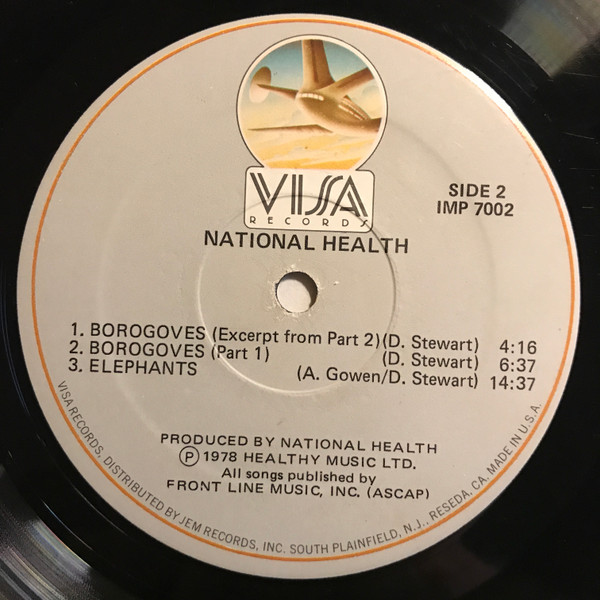 VISA
RECORDS
SIDE 2
IMP 7002
NATIONAL HEALTH
1. BOROGOVES (Excerpt from Part 2) (D. Stewart) 4:16
2. BOROGOVES (Part 1) (D. Stewart) 6:37
3. ELEPHANTS (A. Gowen/D. Stewart) 14:37
PRODUCED BY NATIONAL HEALTH
℗ 1978 HEALTHY MUSIC LTD.
All songs published by
FRONT LINE MUSIC, INC. (ASCAP)
VISA RECORDS, DISTRIBUTED BY JEM RECORDS, INC. SOUTH PLAINFIELD, N.J., RESEDA, CA. MADE IN U.S.A.